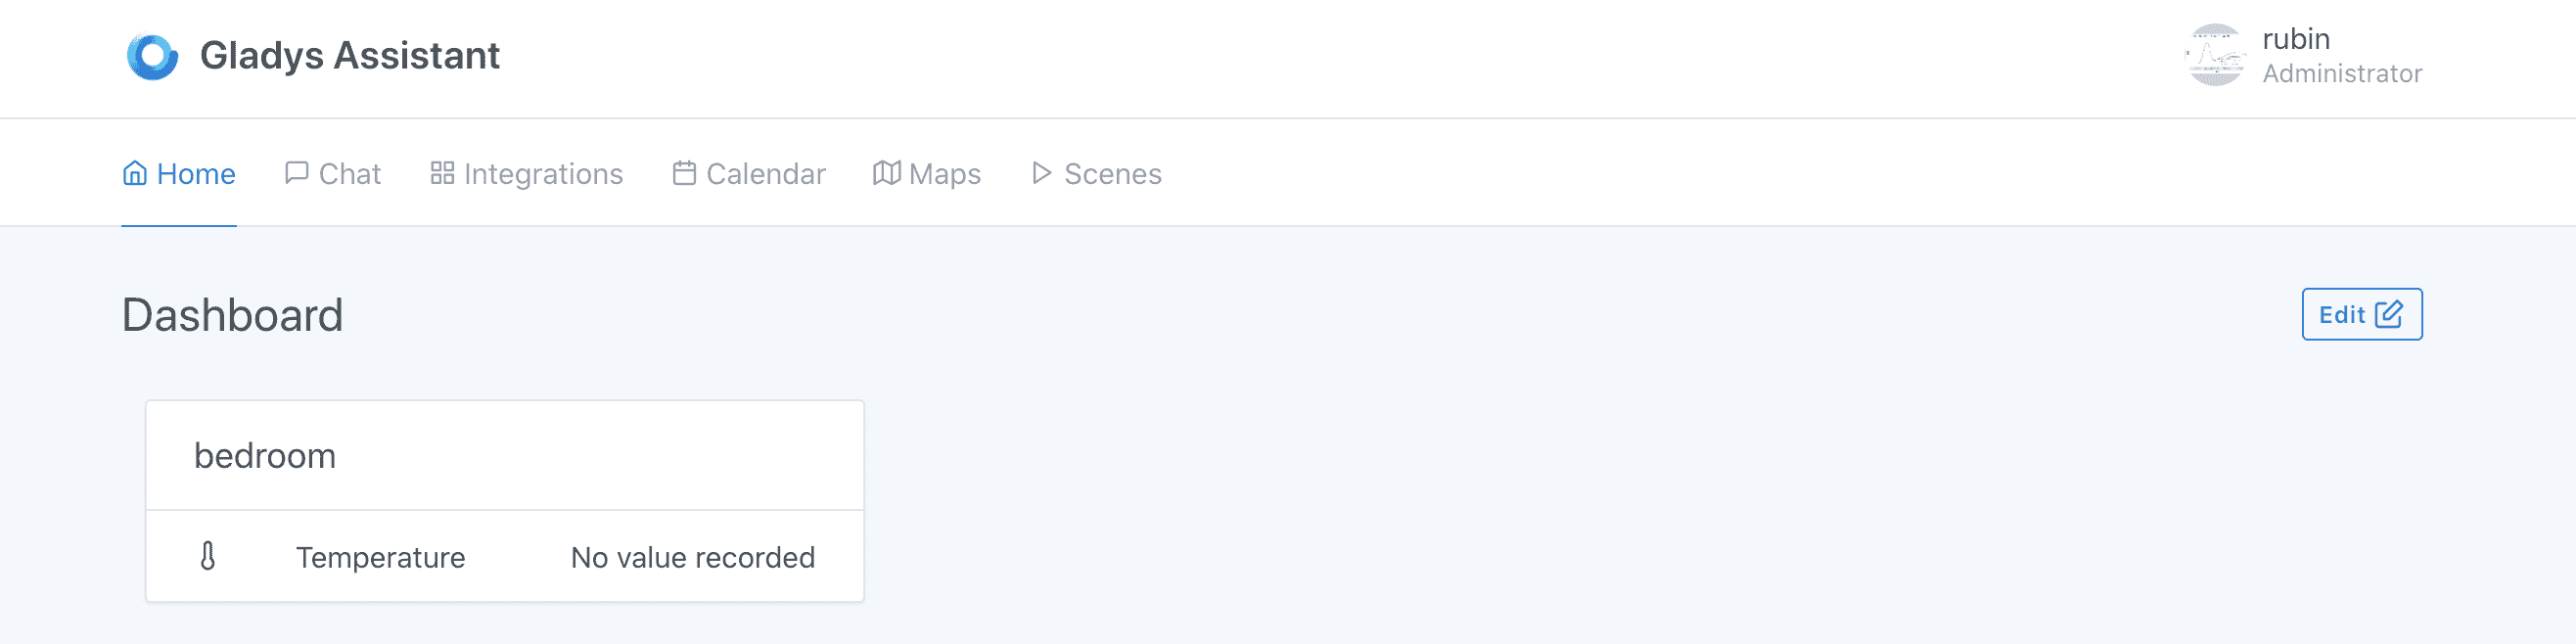 Gladys Assistant
rubin
Administrator
Home Chat Integrations Calendar Maps Scenes
Dashboard
Edit
bedroom
Temperature No value recorded